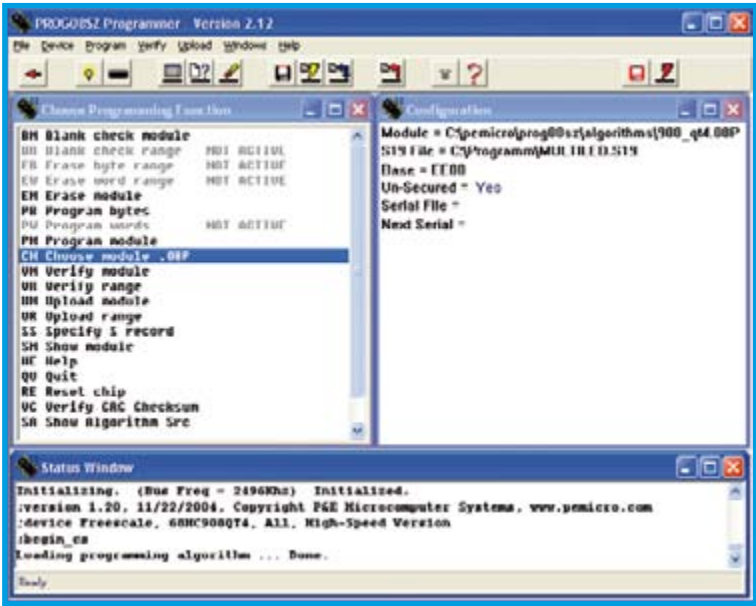 PROG08SZ Programmer Version 2.12
File Device Program Verify Upload Windows Help
Choose Programming Function
BM Blank check module
BR Blank check range NOT ACTIVE
EB Erase byte range NOT ACTIVE
EW Erase word range NOT ACTIVE
EM Erase module
PB Program bytes
PW Program words NOT ACTIVE
PM Program module
CM Choose module .08P
VM Verify module
VR Verify range
UM Upload module
UR Upload range
SS Specify S record
SM Show module
HE Help
QU Quit
RE Reset chip
VC Verify CRC Checksum
SA Show Algorithm Src
Configuration
Module = C:\pemicro\prog08sz\algorithms\908_qt4.08P
S19 File = C:\Programm\MULTILED.S19
Base = EE00
Un-Secured = Yes
Serial File =
Next Serial =
Status Window
Initializing. (Bus Freq = 2496Khz) Initialized.
;version 1.20, 11/22/2004, Copyright P&E Microcomputer Systems, www.pemicro.com
;device Freescale, 68HC908QT4, All, High-Speed Version
;begin_cs
Loading programming algorithm ... Done.
Ready